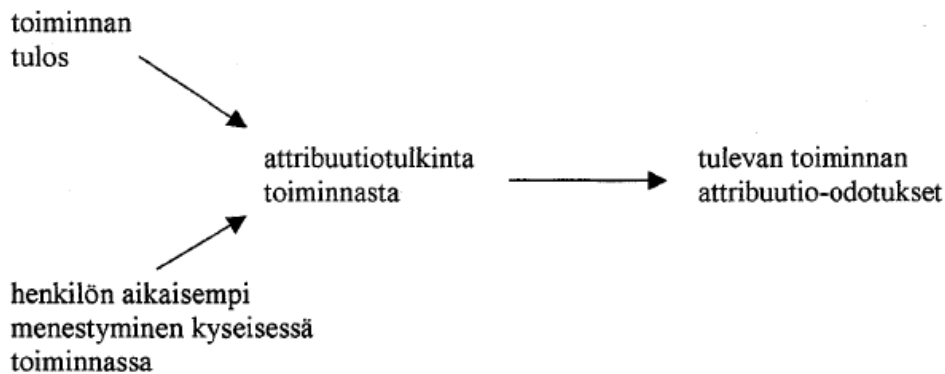 toiminnan
tulos
attribuutiotulkinta
toiminnasta
tulevan toiminnan
attribuutio-odotukset
henkilön aikaisempi
menestyminen kyseisessä
toiminnassa